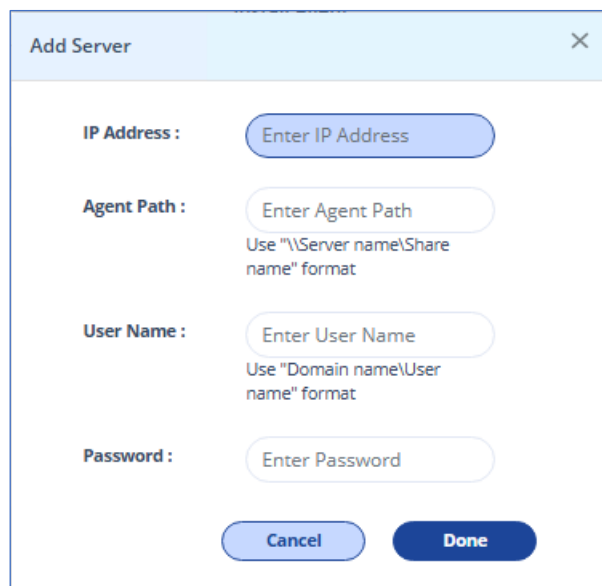 Add Server
IP Address :
Enter IP Address
Agent Path :
Enter Agent Path
Use "\\Server name\Share
name" format
User Name :
Enter User Name
Use "Domain name\User
name" format
Password :
Enter Password
Cancel
Done